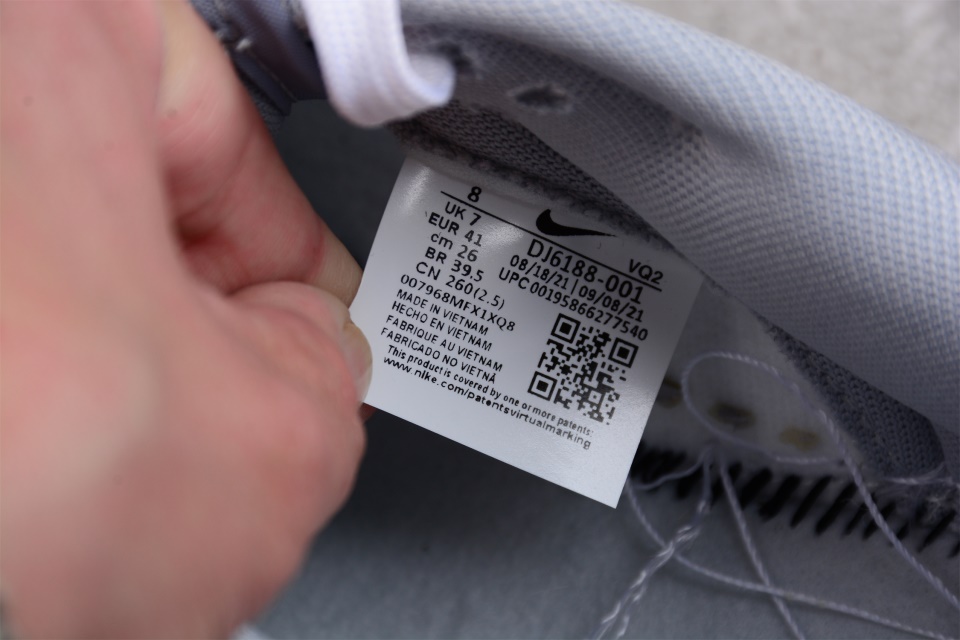 8
UK 7
EUR 41
cm 26
BR 39.5
CN 260(2.5)
VQ2
DJ6188-001
08/18/21 | 09/08/21
UPC 00195866277540
007968MFX1XQ8
MADE IN VIETNAM
HECHO EN VIETNAM
FABRIQUE AU VIETNAM
FABRICADO NO VIETNÃ
This product is covered by one or more patents:
www.nike.com/patentsvirtualmarking